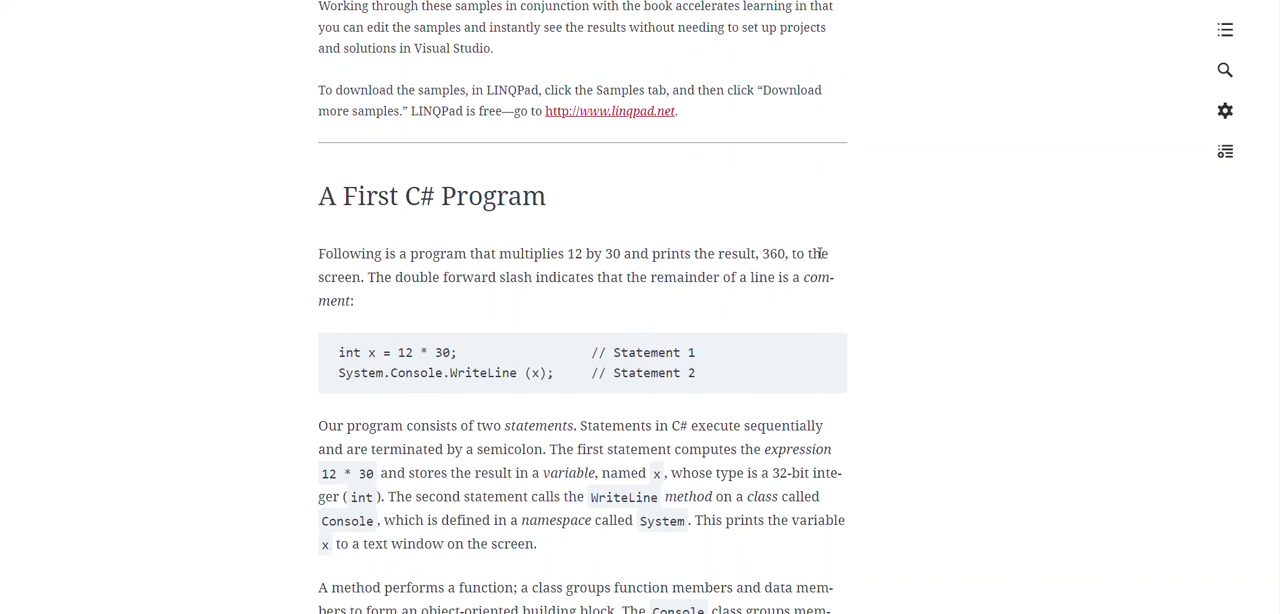 Working through these samples in conjunction with the book accelerates learning in that
you can edit the samples and instantly see the results without needing to set up projects
and solutions in Visual Studio.
To download the samples, in LINQPad, click the Samples tab, and then click “Download
more samples.” LINQPad is free—go to http://www.linqpad.net.
A First C# Program
Following is a program that multiplies 12 by 30 and prints the result, 360, to the
screen. The double forward slash indicates that the remainder of a line is a com-
ment:
int x = 12 * 30; // Statement 1
System.Console.WriteLine (x); // Statement 2
Our program consists of two statements. Statements in C# execute sequentially
and are terminated by a semicolon. The first statement computes the expression
12 * 30 and stores the result in a variable, named x, whose type is a 32-bit inte-
ger (int). The second statement calls the WriteLine method on a class called
Console, which is defined in a namespace called System. This prints the variable
x to a text window on the screen.
A method performs a function; a class groups function members and data mem-
bers to form an object-oriented building block. The Console class groups mem-